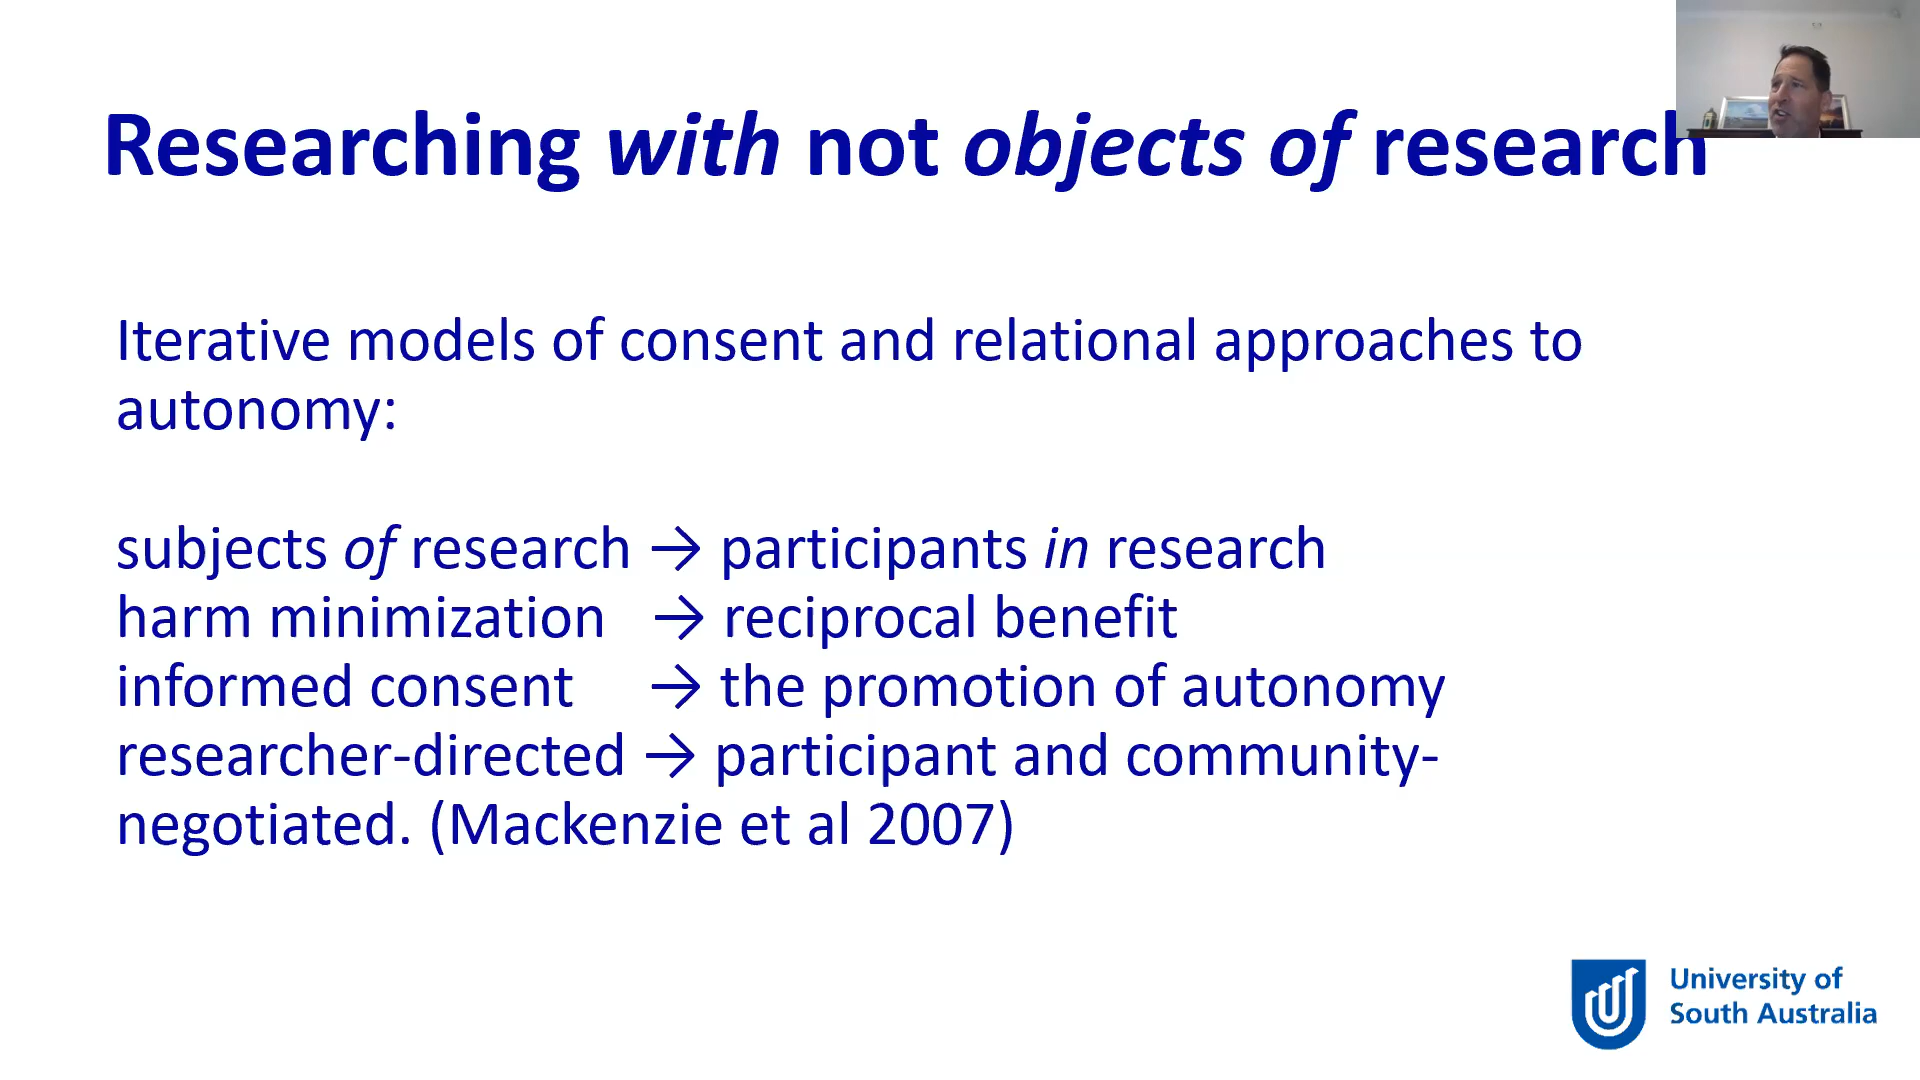 Researching with not objects of research
Iterative models of consent and relational approaches to
autonomy:
subjects of research → participants in research
harm minimization → reciprocal benefit
informed consent → the promotion of autonomy
researcher-directed → participant and community-
negotiated. (Mackenzie et al 2007)
University of
South Australia